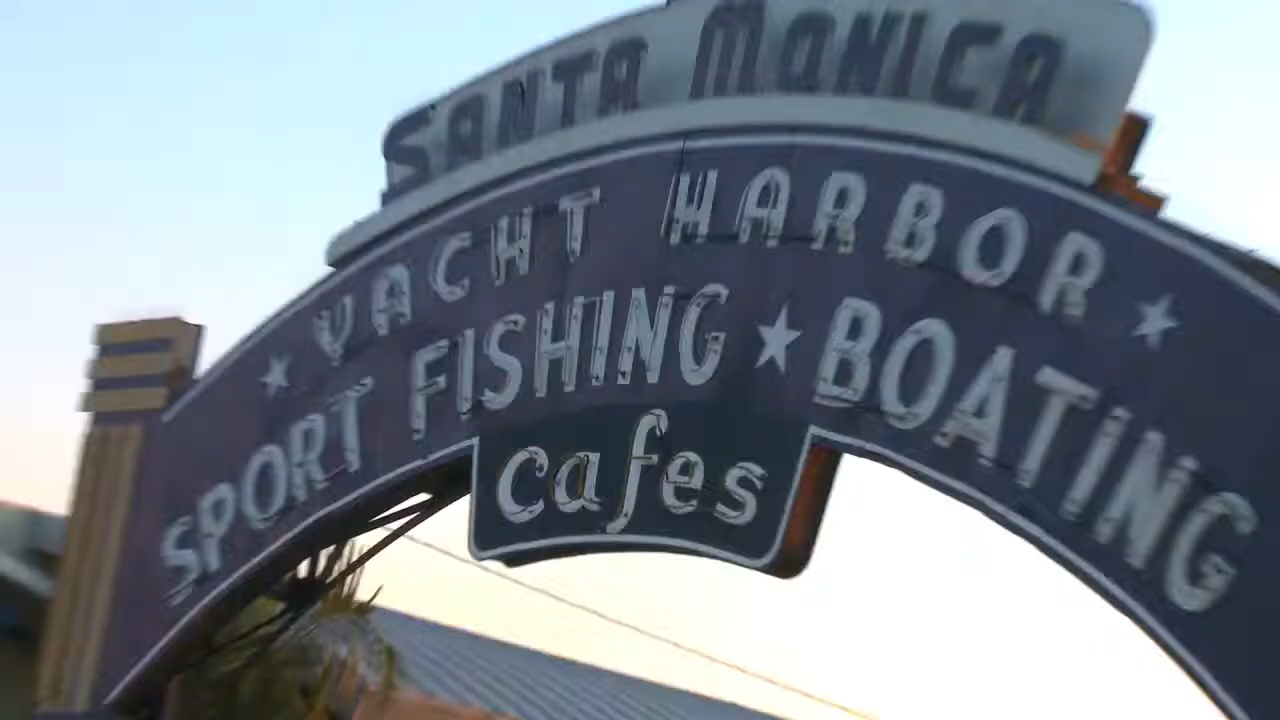 SANTA MONICA
★ YACHT HARBOR ★
SPORT FISHING ★ BOATING
cafes